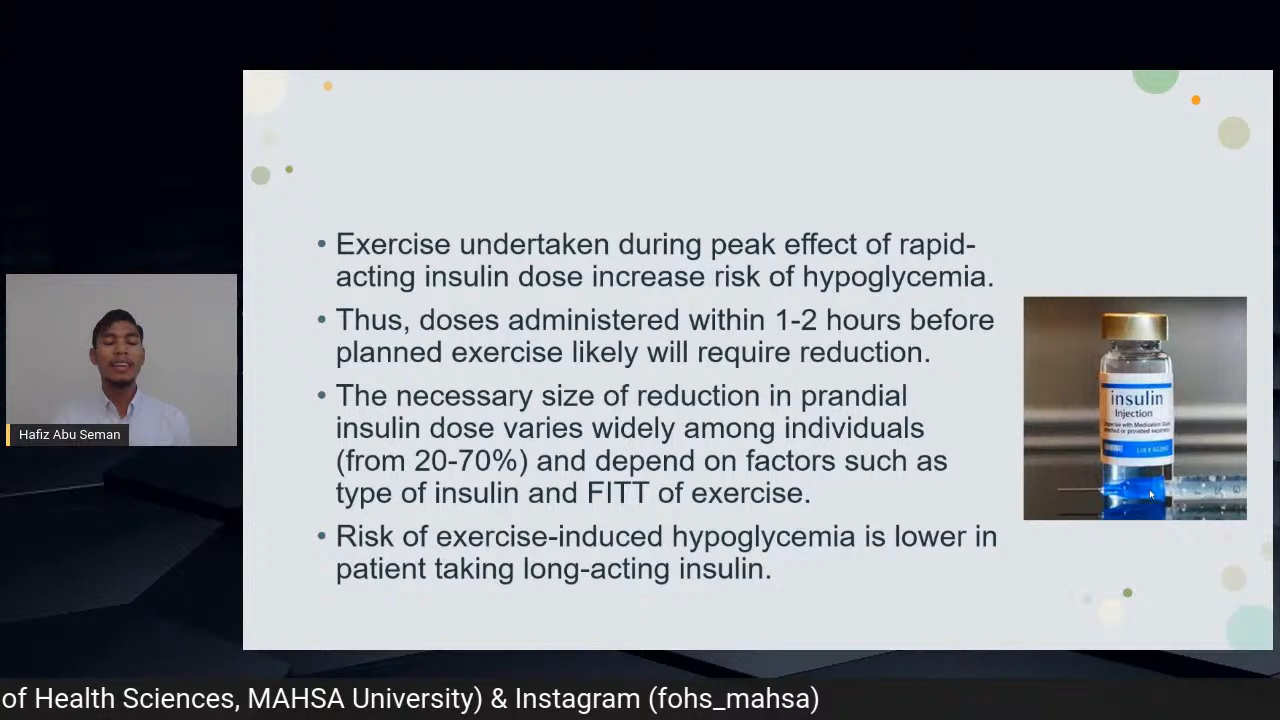 • Exercise undertaken during peak effect of rapid-
acting insulin dose increase risk of hypoglycemia.
• Thus, doses administered within 1-2 hours before
planned exercise likely will require reduction.
• The necessary size of reduction in prandial
insulin dose varies widely among individuals
(from 20-70%) and depend on factors such as
type of insulin and FITT of exercise.
• Risk of exercise-induced hypoglycemia is lower in
patient taking long-acting insulin.
insulin
Injection
Hafiz Abu Seman
of Health Sciences, MAHSA University) & Instagram (fohs_mahsa)